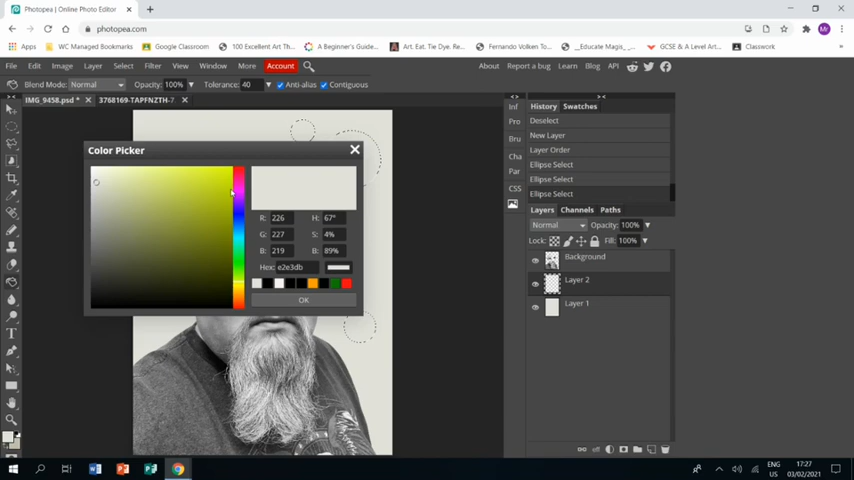 Photopea | Online Photo Editor
photopea.com
Apps
WC Managed Bookmarks
Google Classroom
100 Excellent Art Th...
A Beginner's Guide...
Art. Eat. Tie Dye. Re...
Fernando Volken To...
__Educate Magis_...
GCSE & A Level Art...
Classwork
File Edit Image Layer Select Filter View Window More Account
About Report a bug Learn Blog API
Blend Mode: Normal Opacity: 100% Tolerance: 40 Anti-alias Contiguous
IMG_9458.psd *
3768169-TAPFNZTH-7
Color Picker
R: 226 H: 67°
G: 227 S: 4%
B: 219 B: 89%
Hex: e2e3db
OK
Inf
Pro
Bru
Cha
Par
CSS
History Swatches
Deselect
New Layer
Layer Order
Ellipse Select
Ellipse Select
Ellipse Select
Layers Channels Paths
Normal Opacity: 100%
Lock: Fill: 100%
Background
Layer 2
Layer 1
ENG
US
17:27
03/02/2021